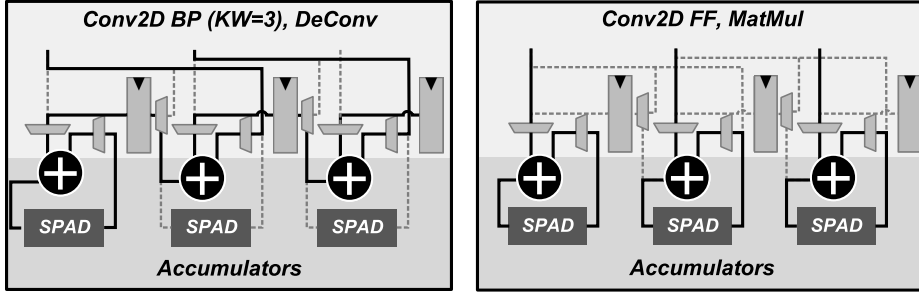 Conv2D BP (KW=3), DeConv
SPAD SPAD SPAD
Accumulators
Conv2D FF, MatMul
SPAD SPAD SPAD
Accumulators